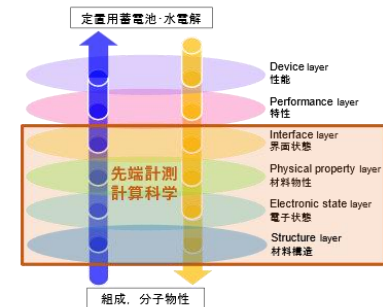 定置用蓄電池･水電解
Device layer
性能
Performance layer
特性
Interface layer
界面状態
先端計測
計算科学
Physical property layer
材料物性
Electronic state layer
電子状態
Structure layer
材料構造
組成，分子物性